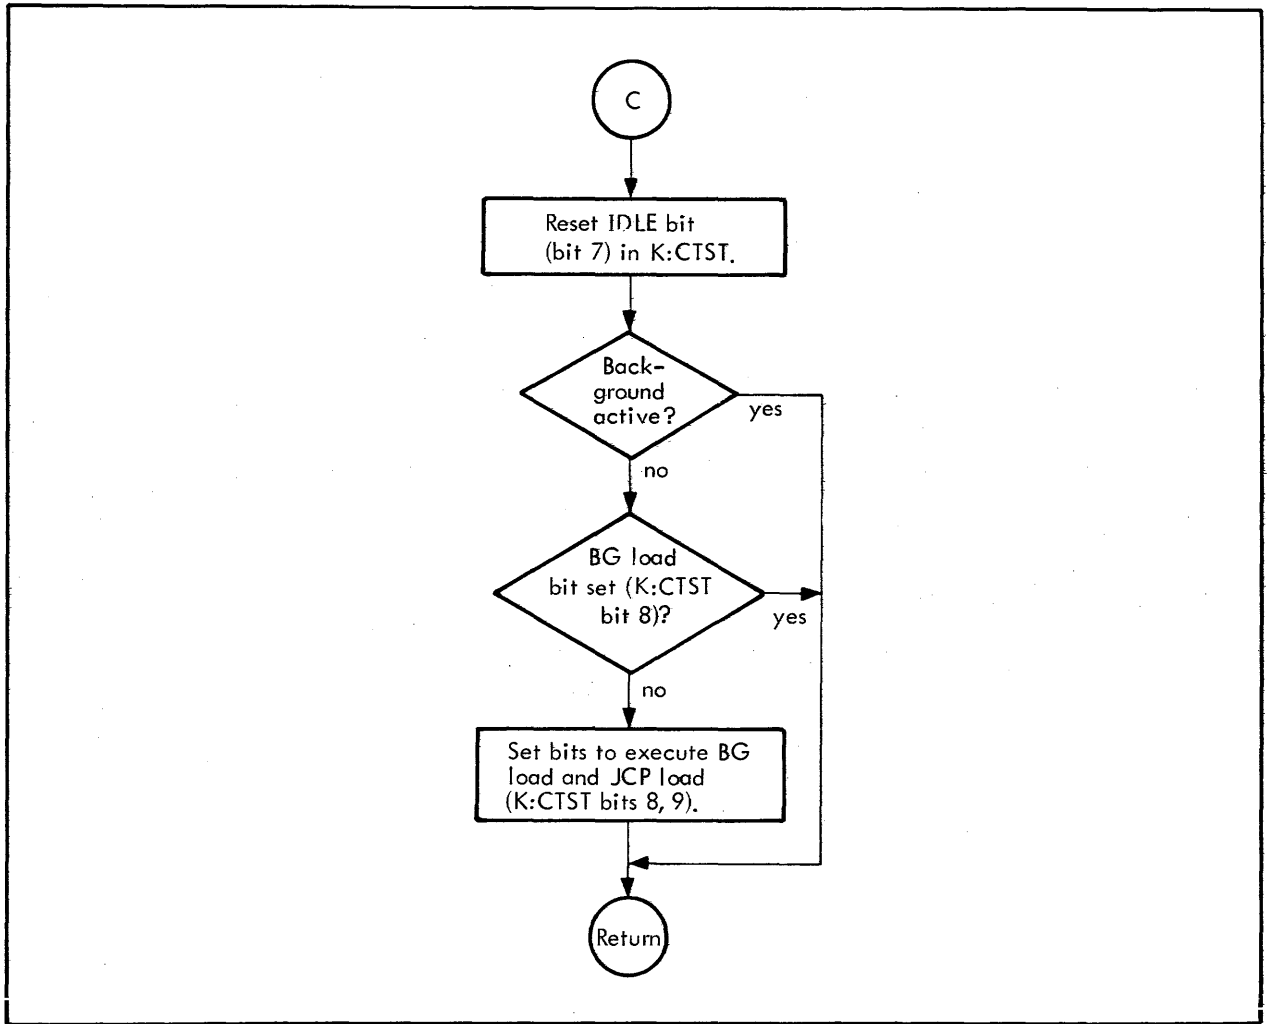 C
Reset IDLE bit
(bit 7) in K:CTST.
Back-
ground
active?
yes
no
BG load
bit set (K:CTST
bit 8)?
yes
no
Set bits to execute BG
load and JCP load
(K:CTST bits 8, 9).
Return